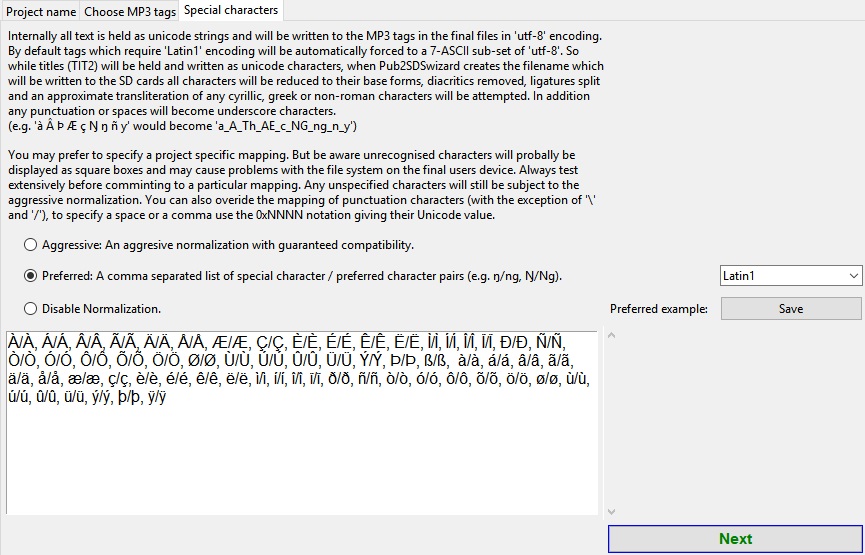 Project name Choose MP3 tags Special characters
Internally all text is held as unicode strings and will be written to the MP3 tags in the final files in 'utf-8' encoding.
By default tags which require 'Latin1' encoding will be automatically forced to a 7-ASCII sub-set of 'utf-8'. So
while titles (TIT2) will be held and written as unicode characters, when Pub2SDSwizard creates the filename which
will be written to the SD cards all characters will be reduced to their base forms, diacritics removed, ligatures split
and an approximate transliteration of any cyrillic, greek or non-roman characters will be attempted. In addition
any punctuation or spaces will become underscore characters.
(e.g. 'à Â Þ Æ ç Ŋ ŋ ñ y' would become 'a_A_Th_AE_c_NG_ng_n_y')
You may prefer to specify a project specific mapping. But be aware unrecognised characters will probally be
displayed as square boxes and may cause problems with the file system on the final users device. Always test
extensively before comminting to a particular mapping. Any unspecified characters will still be subject to the
aggressive normalization. You can also overide the mapping of punctuation characters (with the exception of '\'
and '/'), to specify a space or a comma use the 0xNNNN notation giving their Unicode value.
Aggressive: An aggresive normalization with guaranteed compatibility.
Preferred: A comma separated list of special character / preferred character pairs (e.g. ŋ/ng, Ŋ/Ng).
Latin1
Disable Normalization.
Preferred example:
Save
À/À, Á/Á, Â/Â, Ã/Ã, Ä/Ä, Å/Å, Æ/Æ, Ç/Ç, È/È, É/É, Ê/Ê, Ë/Ë, Ì/Ì, Í/Í, Î/Î, Ï/Ï, Ð/Ð, Ñ/Ñ,
Ò/Ò, Ó/Ó, Ô/Ô, Õ/Õ, Ö/Ö, Ø/Ø, Ù/Ù, Ú/Ú, Û/Û, Ü/Ü, Ý/Ý, Þ/Þ, ß/ß,  à/à, á/á, â/â, ã/ã,
ä/ä, å/å, æ/æ, ç/ç, è/è, é/é, ê/ê, ë/ë, ì/ì, í/í, î/î, ï/ï, ð/ð, ñ/ñ, ò/ò, ó/ó, ô/ô, õ/õ, ö/ö, ø/ø, ù/ù,
ú/ú, û/û, ü/ü, ý/ý, þ/þ, ÿ/ÿ
Next